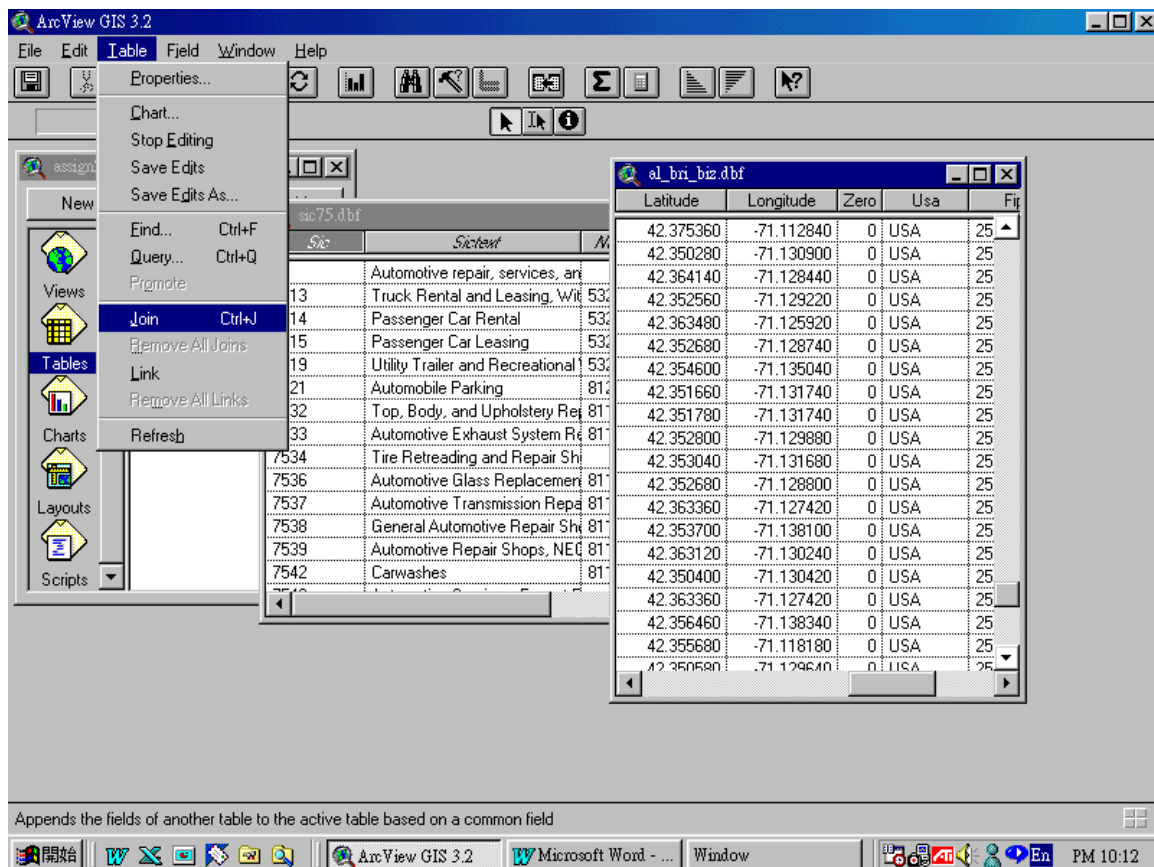 ArcView GIS 3.2
File Edit Table Field Window Help
Properties...
Chart...
Stop Editing
Save Edits
Save Edits As...
Find... Ctrl+F
Query... Ctrl+Q
Promote
Join Ctrl+J
Remove All Joins
Link
Remove All Links
Refresh
New
Views
Tables
Charts
Layouts
Scripts
sic75.dbf
Sic Sictext
Automotive repair, services, an
13 Truck Rental and Leasing, Wit 532
14 Passenger Car Rental 532
15 Passenger Car Leasing 532
19 Utility Trailer and Recreational 532
21 Automobile Parking 812
32 Top, Body, and Upholstery Rep 811
33 Automotive Exhaust System Re 811
7534 Tire Retreading and Repair Sh
7536 Automotive Glass Replacemen 811
7537 Automotive Transmission Repa 811
7538 General Automotive Repair Sho 811
7539 Automotive Repair Shops, NEC 811
7542 Carwashes 811
al_bri_biz.dbf
Latitude Longitude Zero Usa Fip
42.375360 -71.112840 0 USA 25
42.350280 -71.130900 0 USA 25
42.364140 -71.128440 0 USA 25
42.352560 -71.129220 0 USA 25
42.363480 -71.125920 0 USA 25
42.352680 -71.128740 0 USA 25
42.354600 -71.135040 0 USA 25
42.351660 -71.131740 0 USA 25
42.351780 -71.131740 0 USA 25
42.352800 -71.129880 0 USA 25
42.353040 -71.131680 0 USA 25
42.352680 -71.128800 0 USA 25
42.363360 -71.127420 0 USA 25
42.353700 -71.138100 0 USA 25
42.363120 -71.130240 0 USA 25
42.350400 -71.130420 0 USA 25
42.363360 -71.127420 0 USA 25
42.356460 -71.138340 0 USA 25
42.355680 -71.118180 0 USA 25
42.350580 -71.129640 0 USA 25
Appends the fields of another table to the active table based on a common field
開始 ArcView GIS 3.2 Microsoft Word - ... Window En PM 10:12